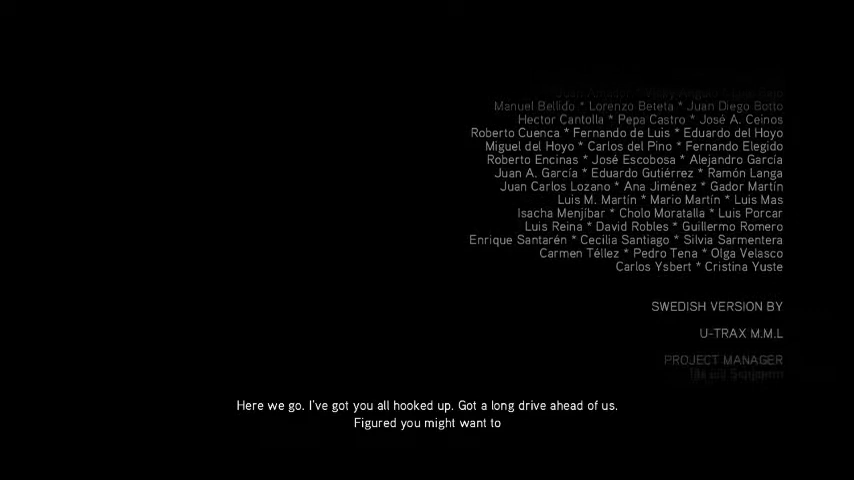 Manuel Bellido * Lorenzo Beteta * Juan Diego Botto
Hector Cantolla * Pepa Castro * José A. Ceinos
Roberto Cuenca * Fernando de Luis * Eduardo del Hoyo
Miguel del Hoyo * Carlos del Pino * Fernando Elegido
Roberto Encinas * José Escobosa * Alejandro García
Juan A. García * Eduardo Gutiérrez * Ramón Langa
Juan Carlos Lozano * Ana Jiménez * Gador Martín
Luis M. Martín * Mario Martín * Luis Mas
Isacha Menjíbar * Cholo Moratalla * Luis Porcar
Luis Reina * David Robles * Guillermo Romero
Enrique Santarén * Cecilia Santiago * Silvia Sarmentera
Carmen Téllez * Pedro Tena * Olga Velasco
Carlos Ysbert * Cristina Yuste
SWEDISH VERSION BY
U-TRAX M.M.L
PROJECT MANAGER
Here we go. I've got you all hooked up. Got a long drive ahead of us.
Figured you might want to